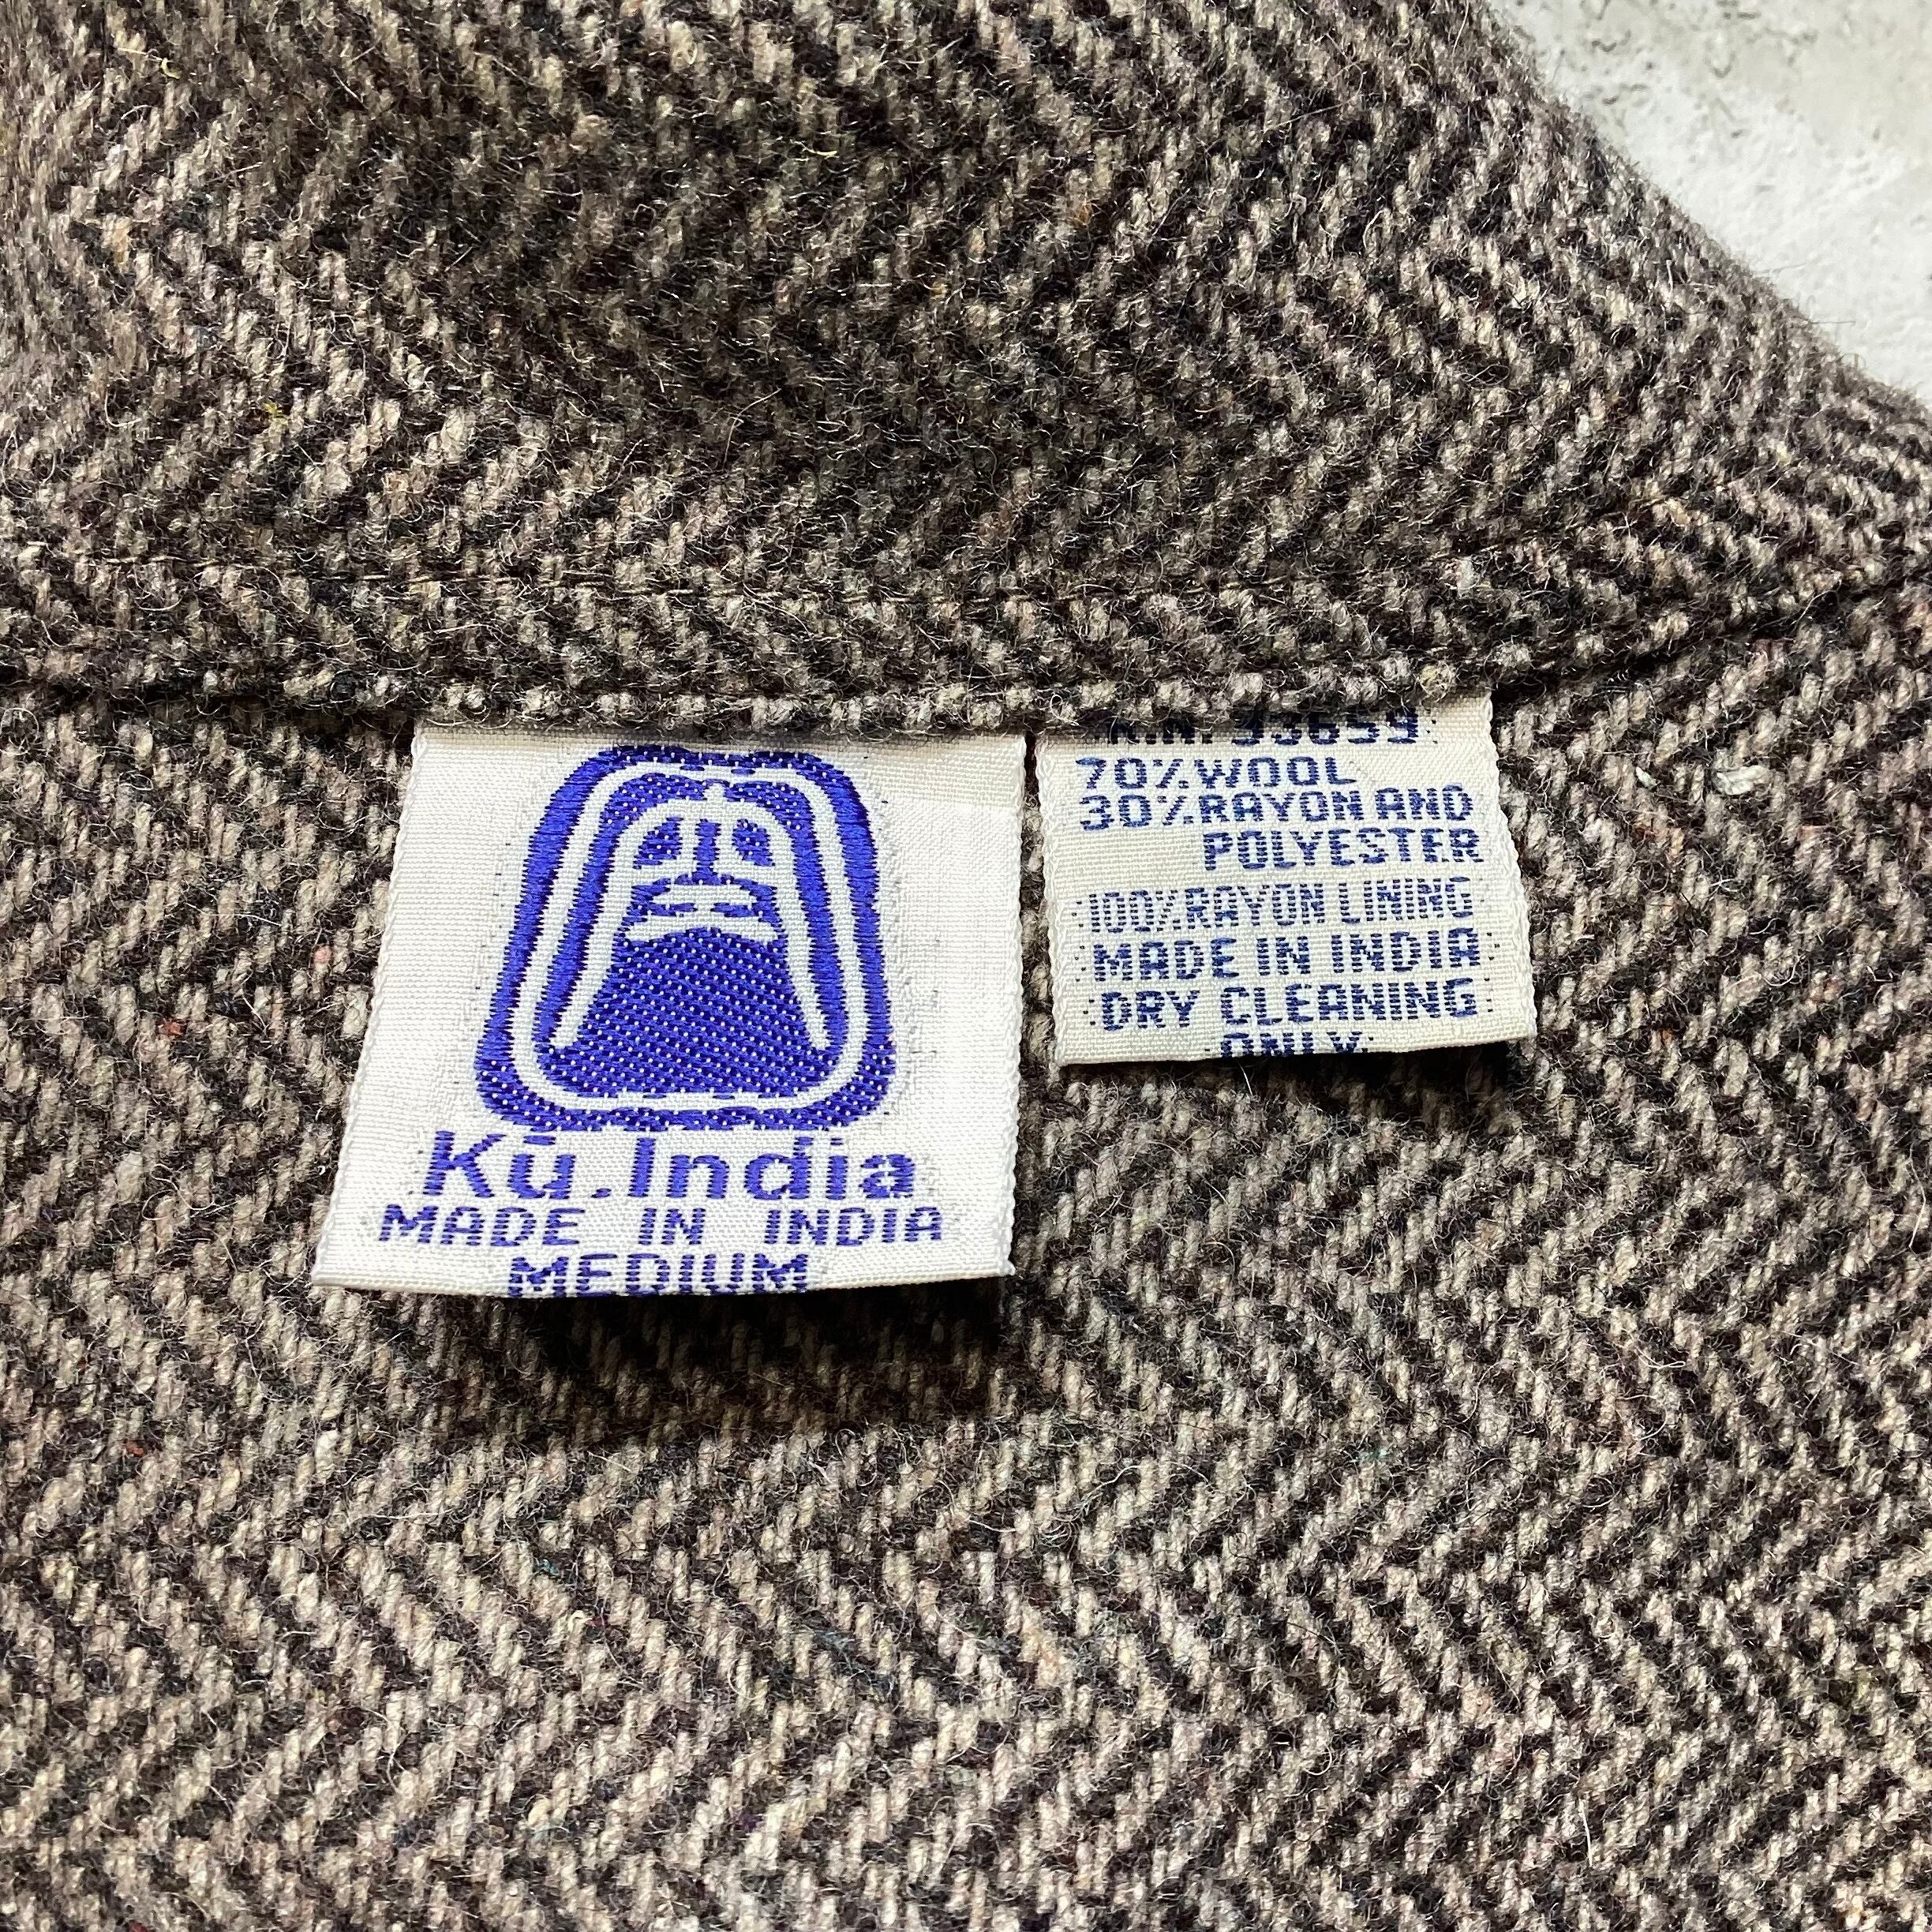 Kū.India
MADE IN INDIA
MEDIUM
70% WOOL
30% RAYON AND
POLYESTER
100% RAYON LINING
MADE IN INDIA
DRY CLEANING
ONLY.